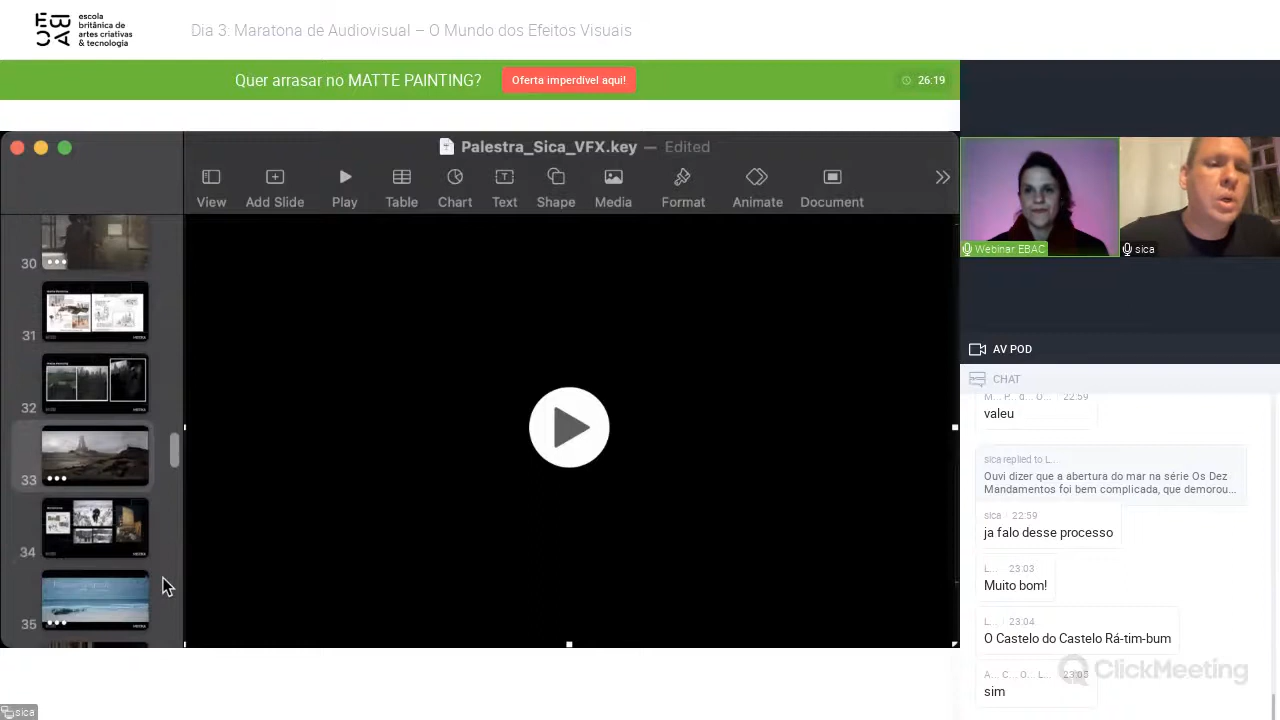 escola
britânica de
artes criativas
& tecnologia
Dia 3: Maratona de Audiovisual – O Mundo dos Efeitos Visuais
Quer arrasar no MATTE PAINTING?
Oferta imperdível aqui!
26:19
Palestra_Sica_VFX.key — Edited
View
Add Slide
Play
Table
Chart
Text
Shape
Media
Format
Animate
Document
30
31
32
33
34
35
Webinar EBAC
sica
AV POD
CHAT
M... P... d... O... 22:59
valeu
sica replied to L...
Ouvi dizer que a abertura do mar na série Os Dez
Mandamentos foi bem complicada, que demorou...
sica 22:59
ja falo desse processo
L... 23:03
Muito bom!
L... 23:04
O Castelo do Castelo Rá-tim-bum
A... C... O... L... 23:05
sim
ClickMeeting
sica